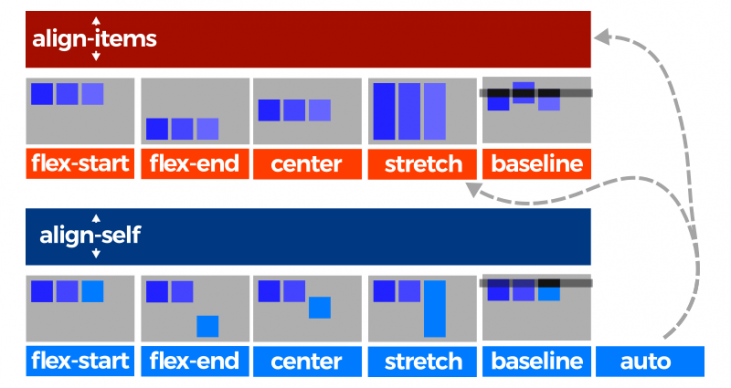 align-items
flex-start flex-end center stretch baseline
align-self
flex-start flex-end center stretch baseline auto